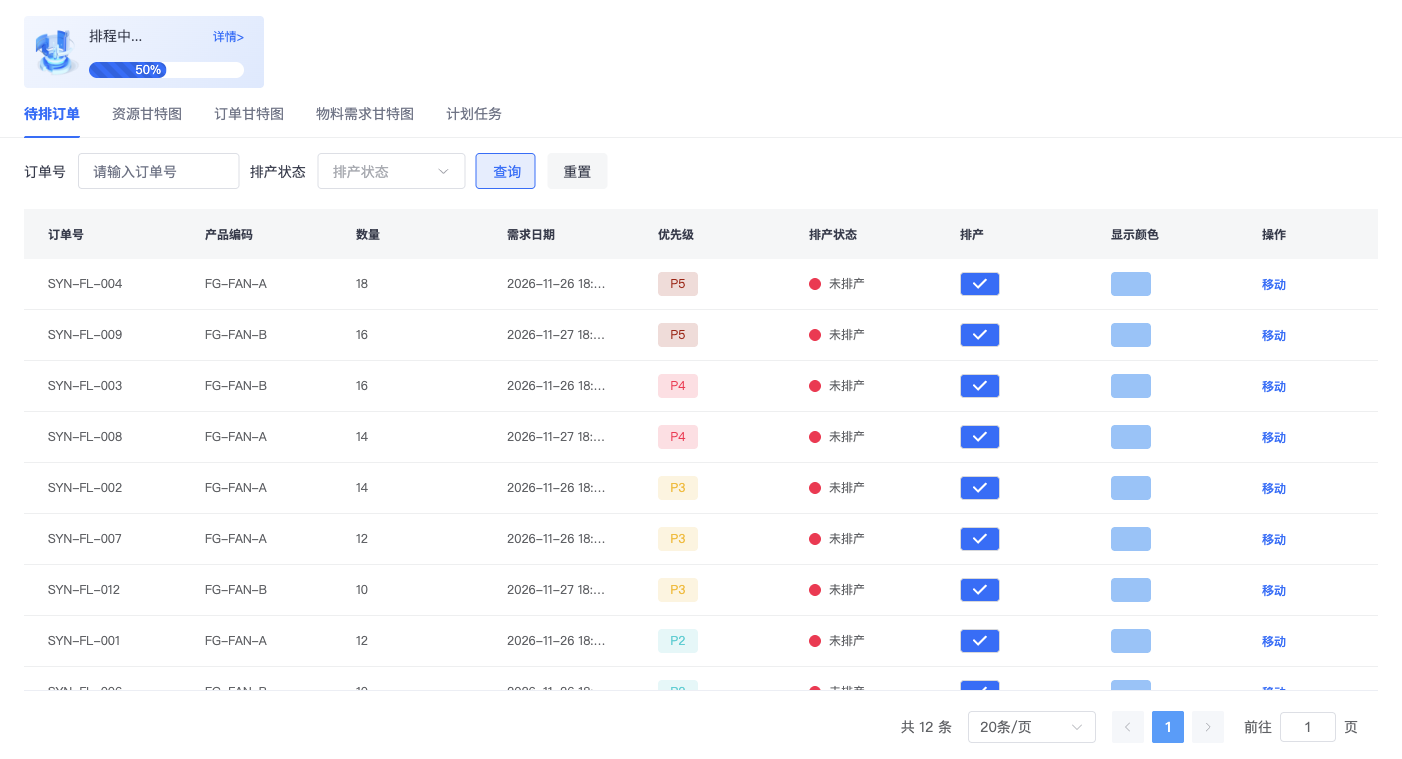 排程中... 详情>
50%
待排订单 资源甘特图 订单甘特图 物料需求甘特图 计划任务
订单号 请输入订单号 排产状态 排产状态 查询 重置
订单号 产品编码 数量 需求日期 优先级 排产状态 排产 显示颜色 操作
SYN-FL-004 FG-FAN-A 18 2026-11-26 18:... P5 未排产 移动
SYN-FL-009 FG-FAN-B 16 2026-11-27 18:... P5 未排产 移动
SYN-FL-003 FG-FAN-B 16 2026-11-26 18:... P4 未排产 移动
SYN-FL-008 FG-FAN-A 14 2026-11-27 18:... P4 未排产 移动
SYN-FL-002 FG-FAN-A 14 2026-11-26 18:... P3 未排产 移动
SYN-FL-007 FG-FAN-A 12 2026-11-26 18:... P3 未排产 移动
SYN-FL-012 FG-FAN-B 10 2026-11-27 18:... P3 未排产 移动
SYN-FL-001 FG-FAN-A 12 2026-11-26 18:... P2 未排产 移动
共 12 条 20条/页 1 前往 1 页